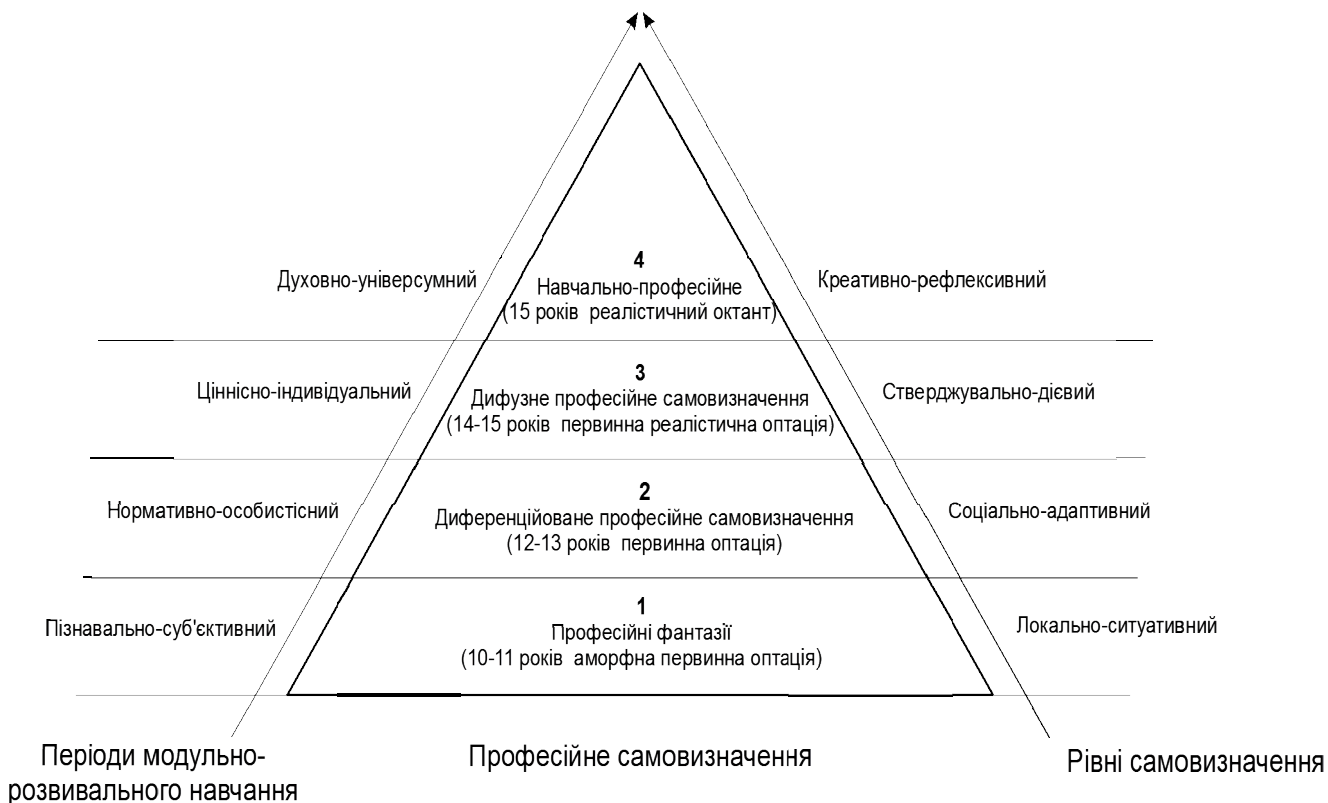 4
Духовно-універсумний
Навчально-професійне
(15 років реалістичний октант)
Креативно-рефлексивний
3
Ціннісно-індивідуальний
Дифузне професійне самовизначення
(14-15 років первинна реалістична оптація)
Стверджувально-дієвий
2
Нормативно-особистісний
Диференційоване професійне самовизначення
(12-13 років первинна оптація)
Соціально-адаптивний
1
Пізнавально-суб'єктивний
Професійні фантазії
(10-11 років аморфна первинна оптація)
Локально-ситуативний
Періоди модульно-
розвивального навчання
Професійне самовизначення
Рівні самовизначення